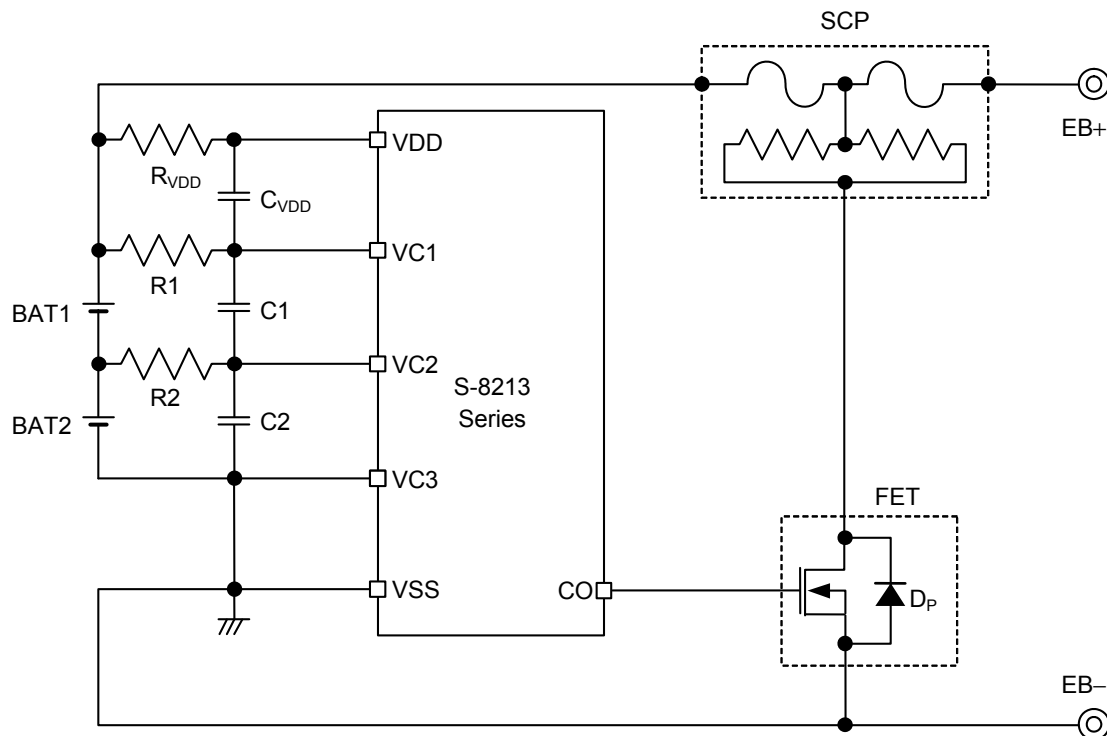 SCP
EB+
VDD
RVDD
CVDD
VC1
R1
BAT1
C1
VC2
R2
S-8213
Series
BAT2
C2
VC3
FET
VSS
CO
DP
EB−